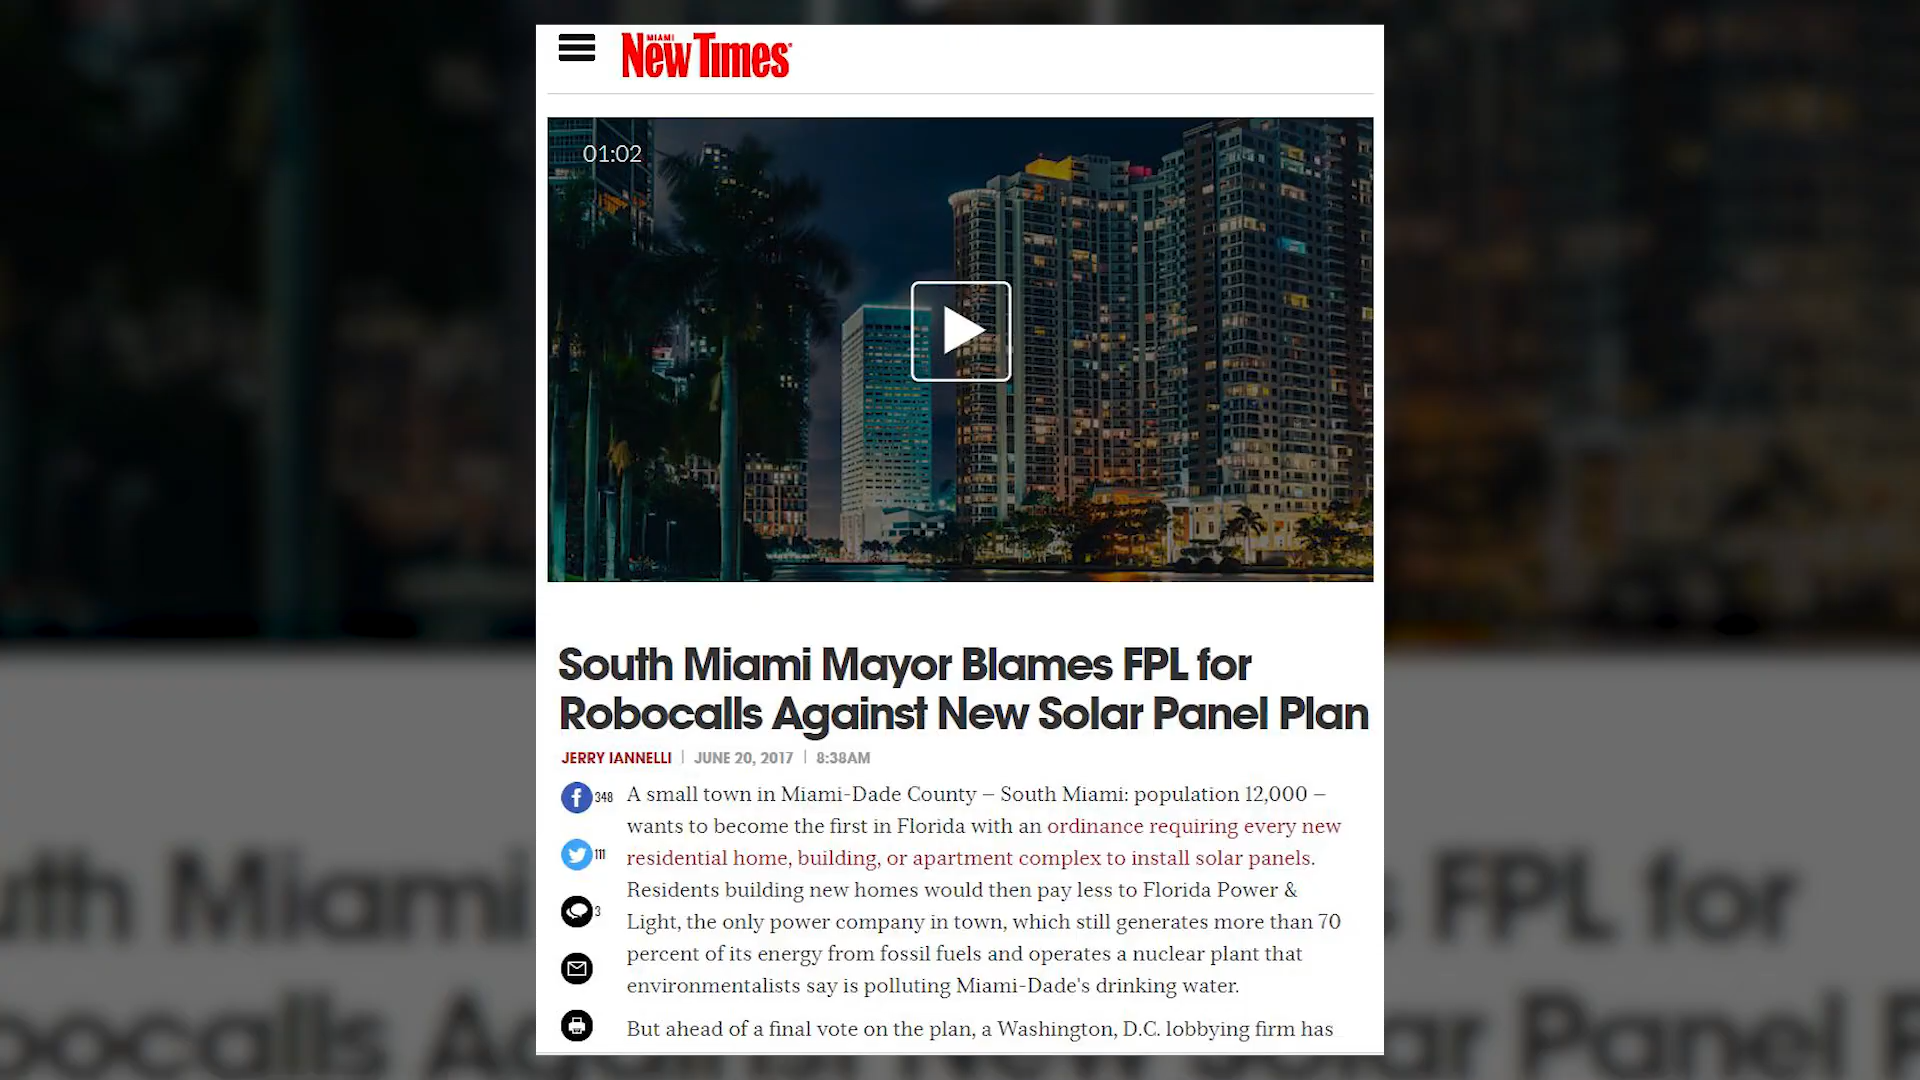 MIAMI
New Times
01:02
South Miami Mayor Blames FPL for
Robocalls Against New Solar Panel Plan
JERRY IANNELLI | JUNE 20, 2017 | 8:38AM
348
111
3
A small town in Miami-Dade County – South Miami: population 12,000 –
wants to become the first in Florida with an ordinance requiring every new
residential home, building, or apartment complex to install solar panels.
Residents building new homes would then pay less to Florida Power &
Light, the only power company in town, which still generates more than 70
percent of its energy from fossil fuels and operates a nuclear plant that
environmentalists say is polluting Miami-Dade's drinking water.
But ahead of a final vote on the plan, a Washington, D.C. lobbying firm has